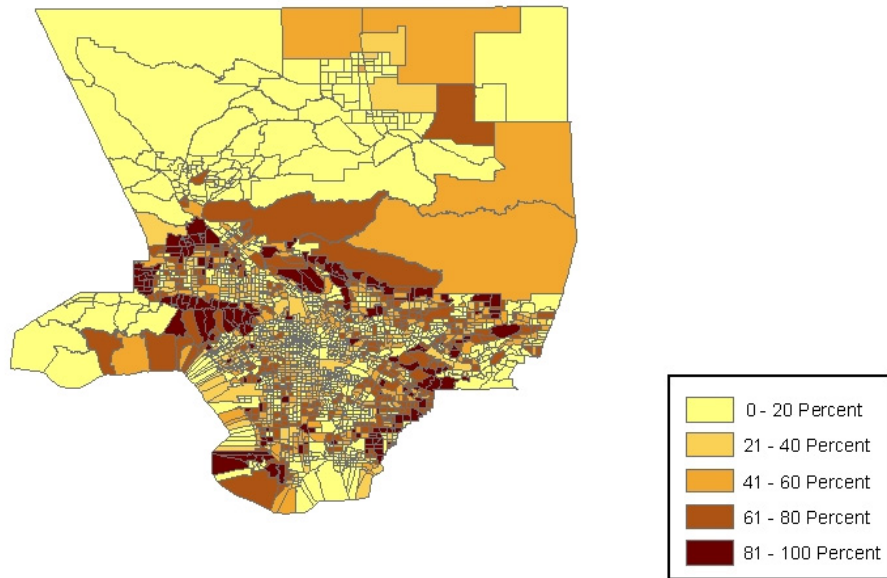 0 - 20 Percent
21 - 40 Percent
41 - 60 Percent
61 - 80 Percent
81 - 100 Percent